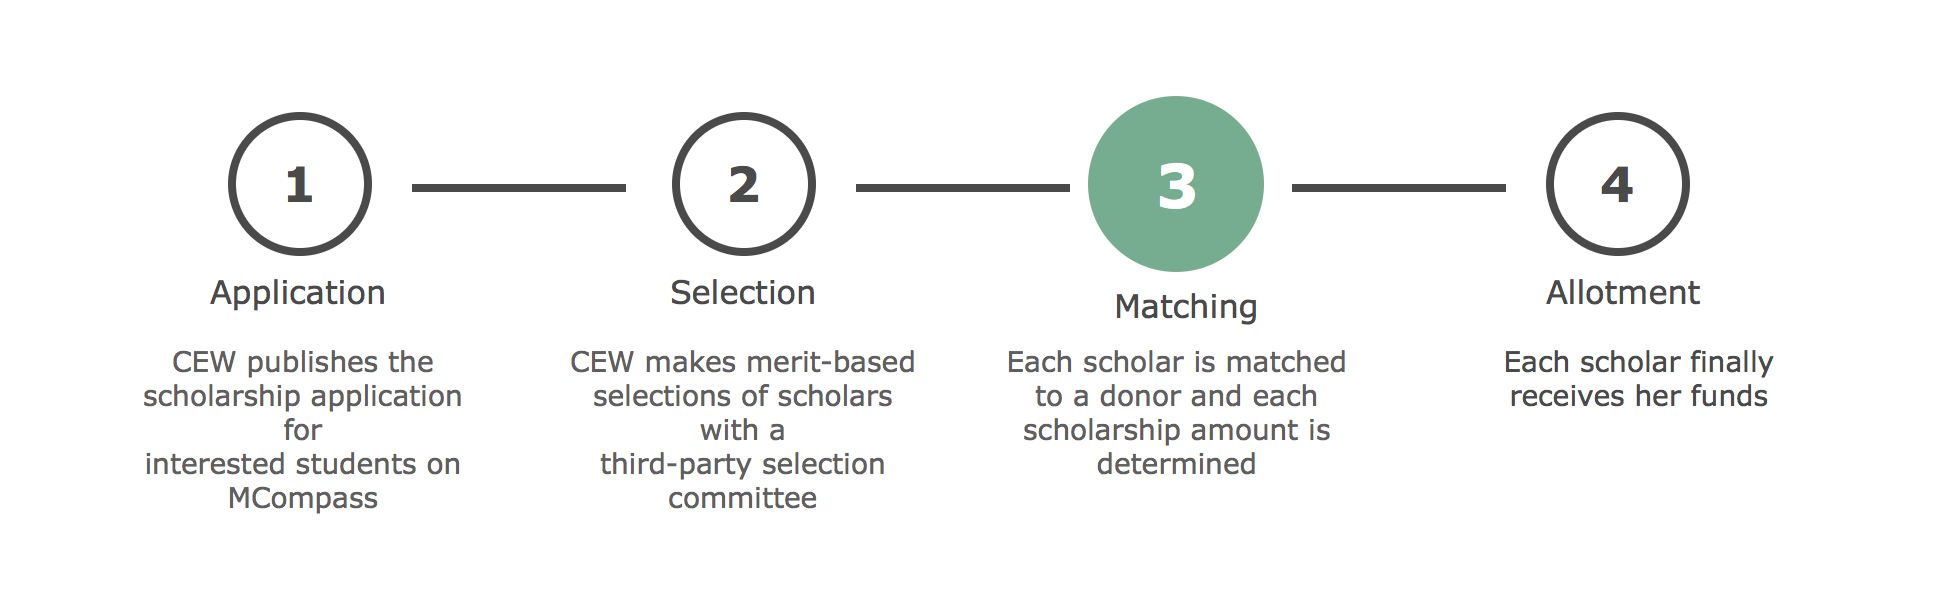 1
2
3
4
Application
Selection
Matching
Allotment
CEW publishes the
scholarship application
for
interested students on
MCompass
CEW makes merit-based
selections of scholars
with a
third-party selection
committee
Each scholar is matched
to a donor and each
scholarship amount is
determined
Each scholar finally
receives her funds